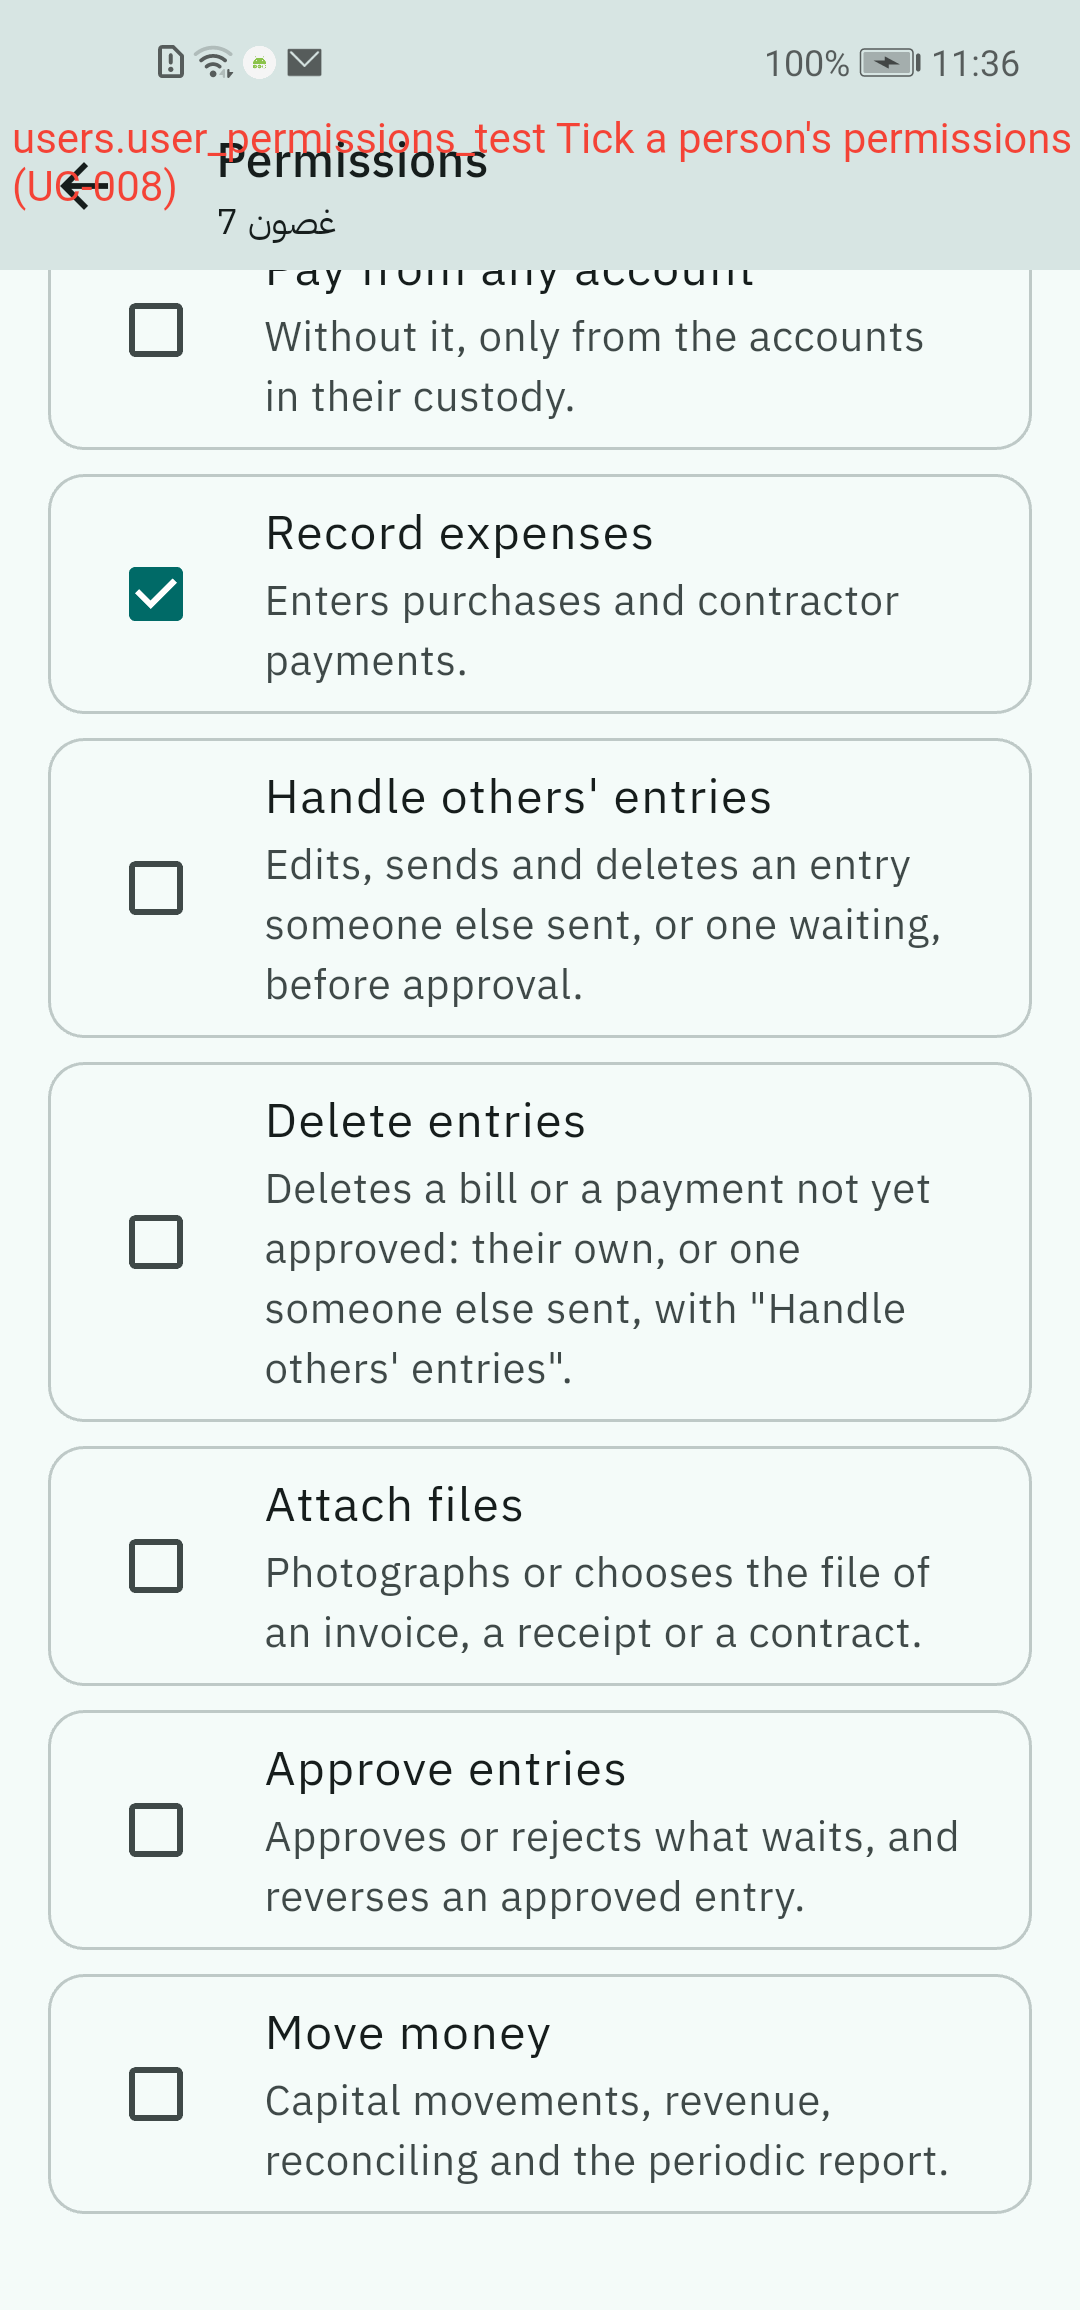 100% 11:36
users.user_permissions_test Tick a person's permissions
(UC-008)
Permissions
غصون 7
Pay from any account
Without it, only from the accounts
in their custody.
Record expenses
Enters purchases and contractor
payments.
Handle others' entries
Edits, sends and deletes an entry
someone else sent, or one waiting,
before approval.
Delete entries
Deletes a bill or a payment not yet
approved: their own, or one
someone else sent, with "Handle
others' entries".
Attach files
Photographs or chooses the file of
an invoice, a receipt or a contract.
Approve entries
Approves or rejects what waits, and
reverses an approved entry.
Move money
Capital movements, revenue,
reconciling and the periodic report.